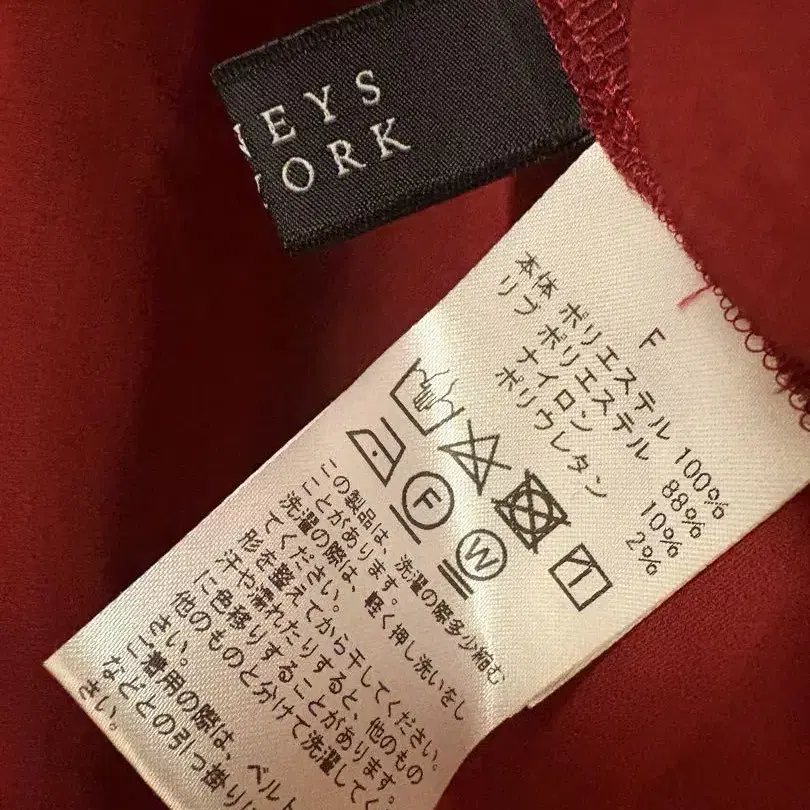 NEYS
YORK
F
本体 ポリエステル 100%
リブ ポリエステル 88%
ナイロン 10%
ポリウレタン 2%
F
W
この製品は、洗濯の際多少縮む
ことがあります。
洗濯の際は、軽く押し洗いをし
てください。
形を整えてから干してください。
汗や濡れたりすると、他のもの
に色移りすることがあります。
他のものと分けて洗濯してく
さい。
ご着用の際は、ベルト
などとの引っ掛かりに
さい。